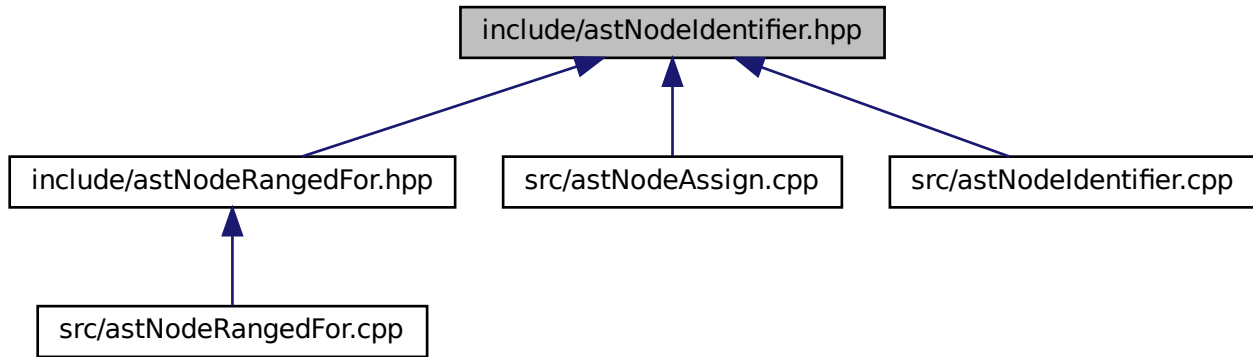 include/astNodeIdentifier.hpp
include/astNodeRangedFor.hpp
src/astNodeAssign.cpp
src/astNodeIdentifier.cpp
src/astNodeRangedFor.cpp